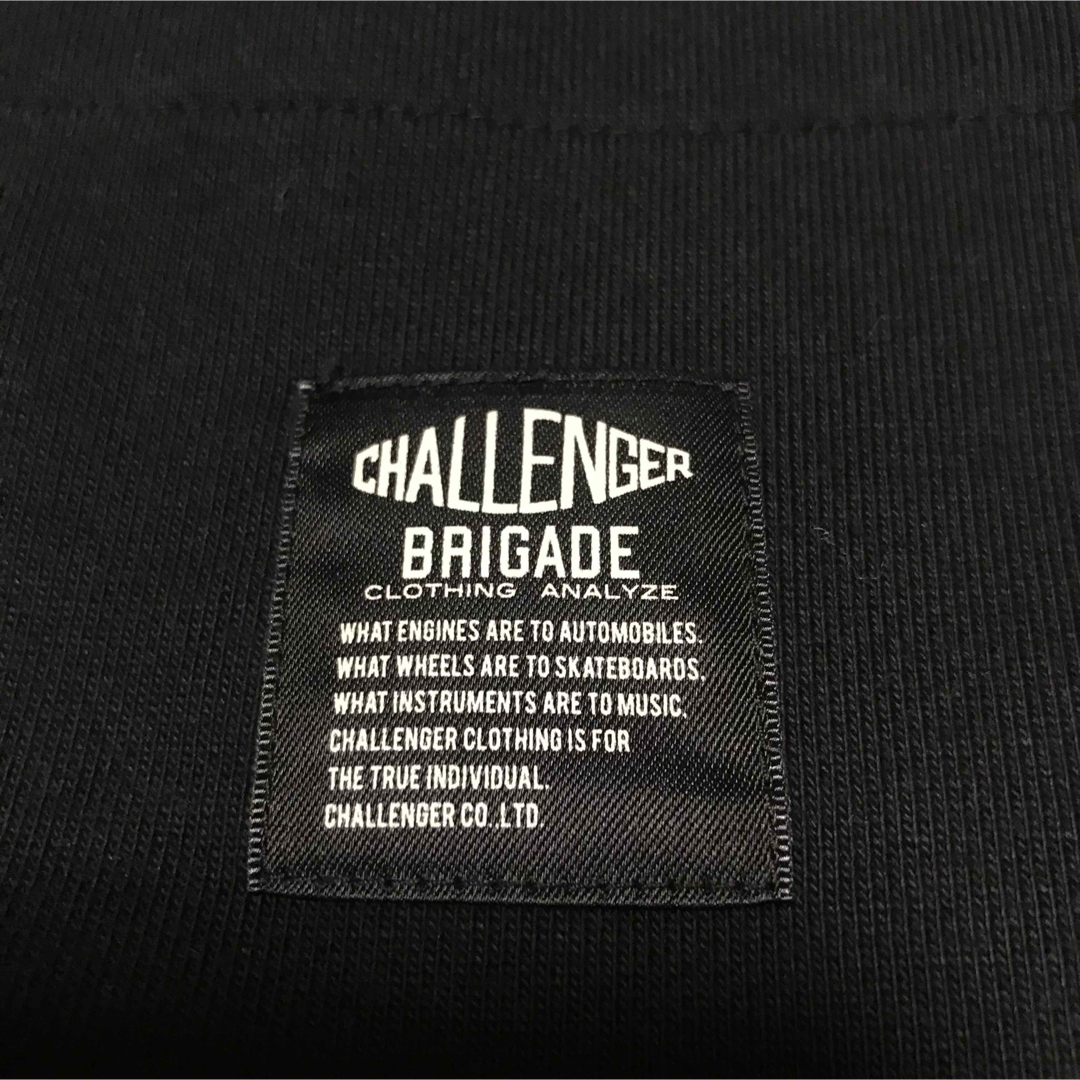 CHALLENGER
BRIGADE
CLOTHING ANALYZE
WHAT ENGINES ARE TO AUTOMOBILES.
WHAT WHEELS ARE TO SKATEBOARDS.
WHAT INSTRUMENTS ARE TO MUSIC.
CHALLENGER CLOTHING IS FOR
THE TRUE INDIVIDUAL.
CHALLENGER CO.,LTD.